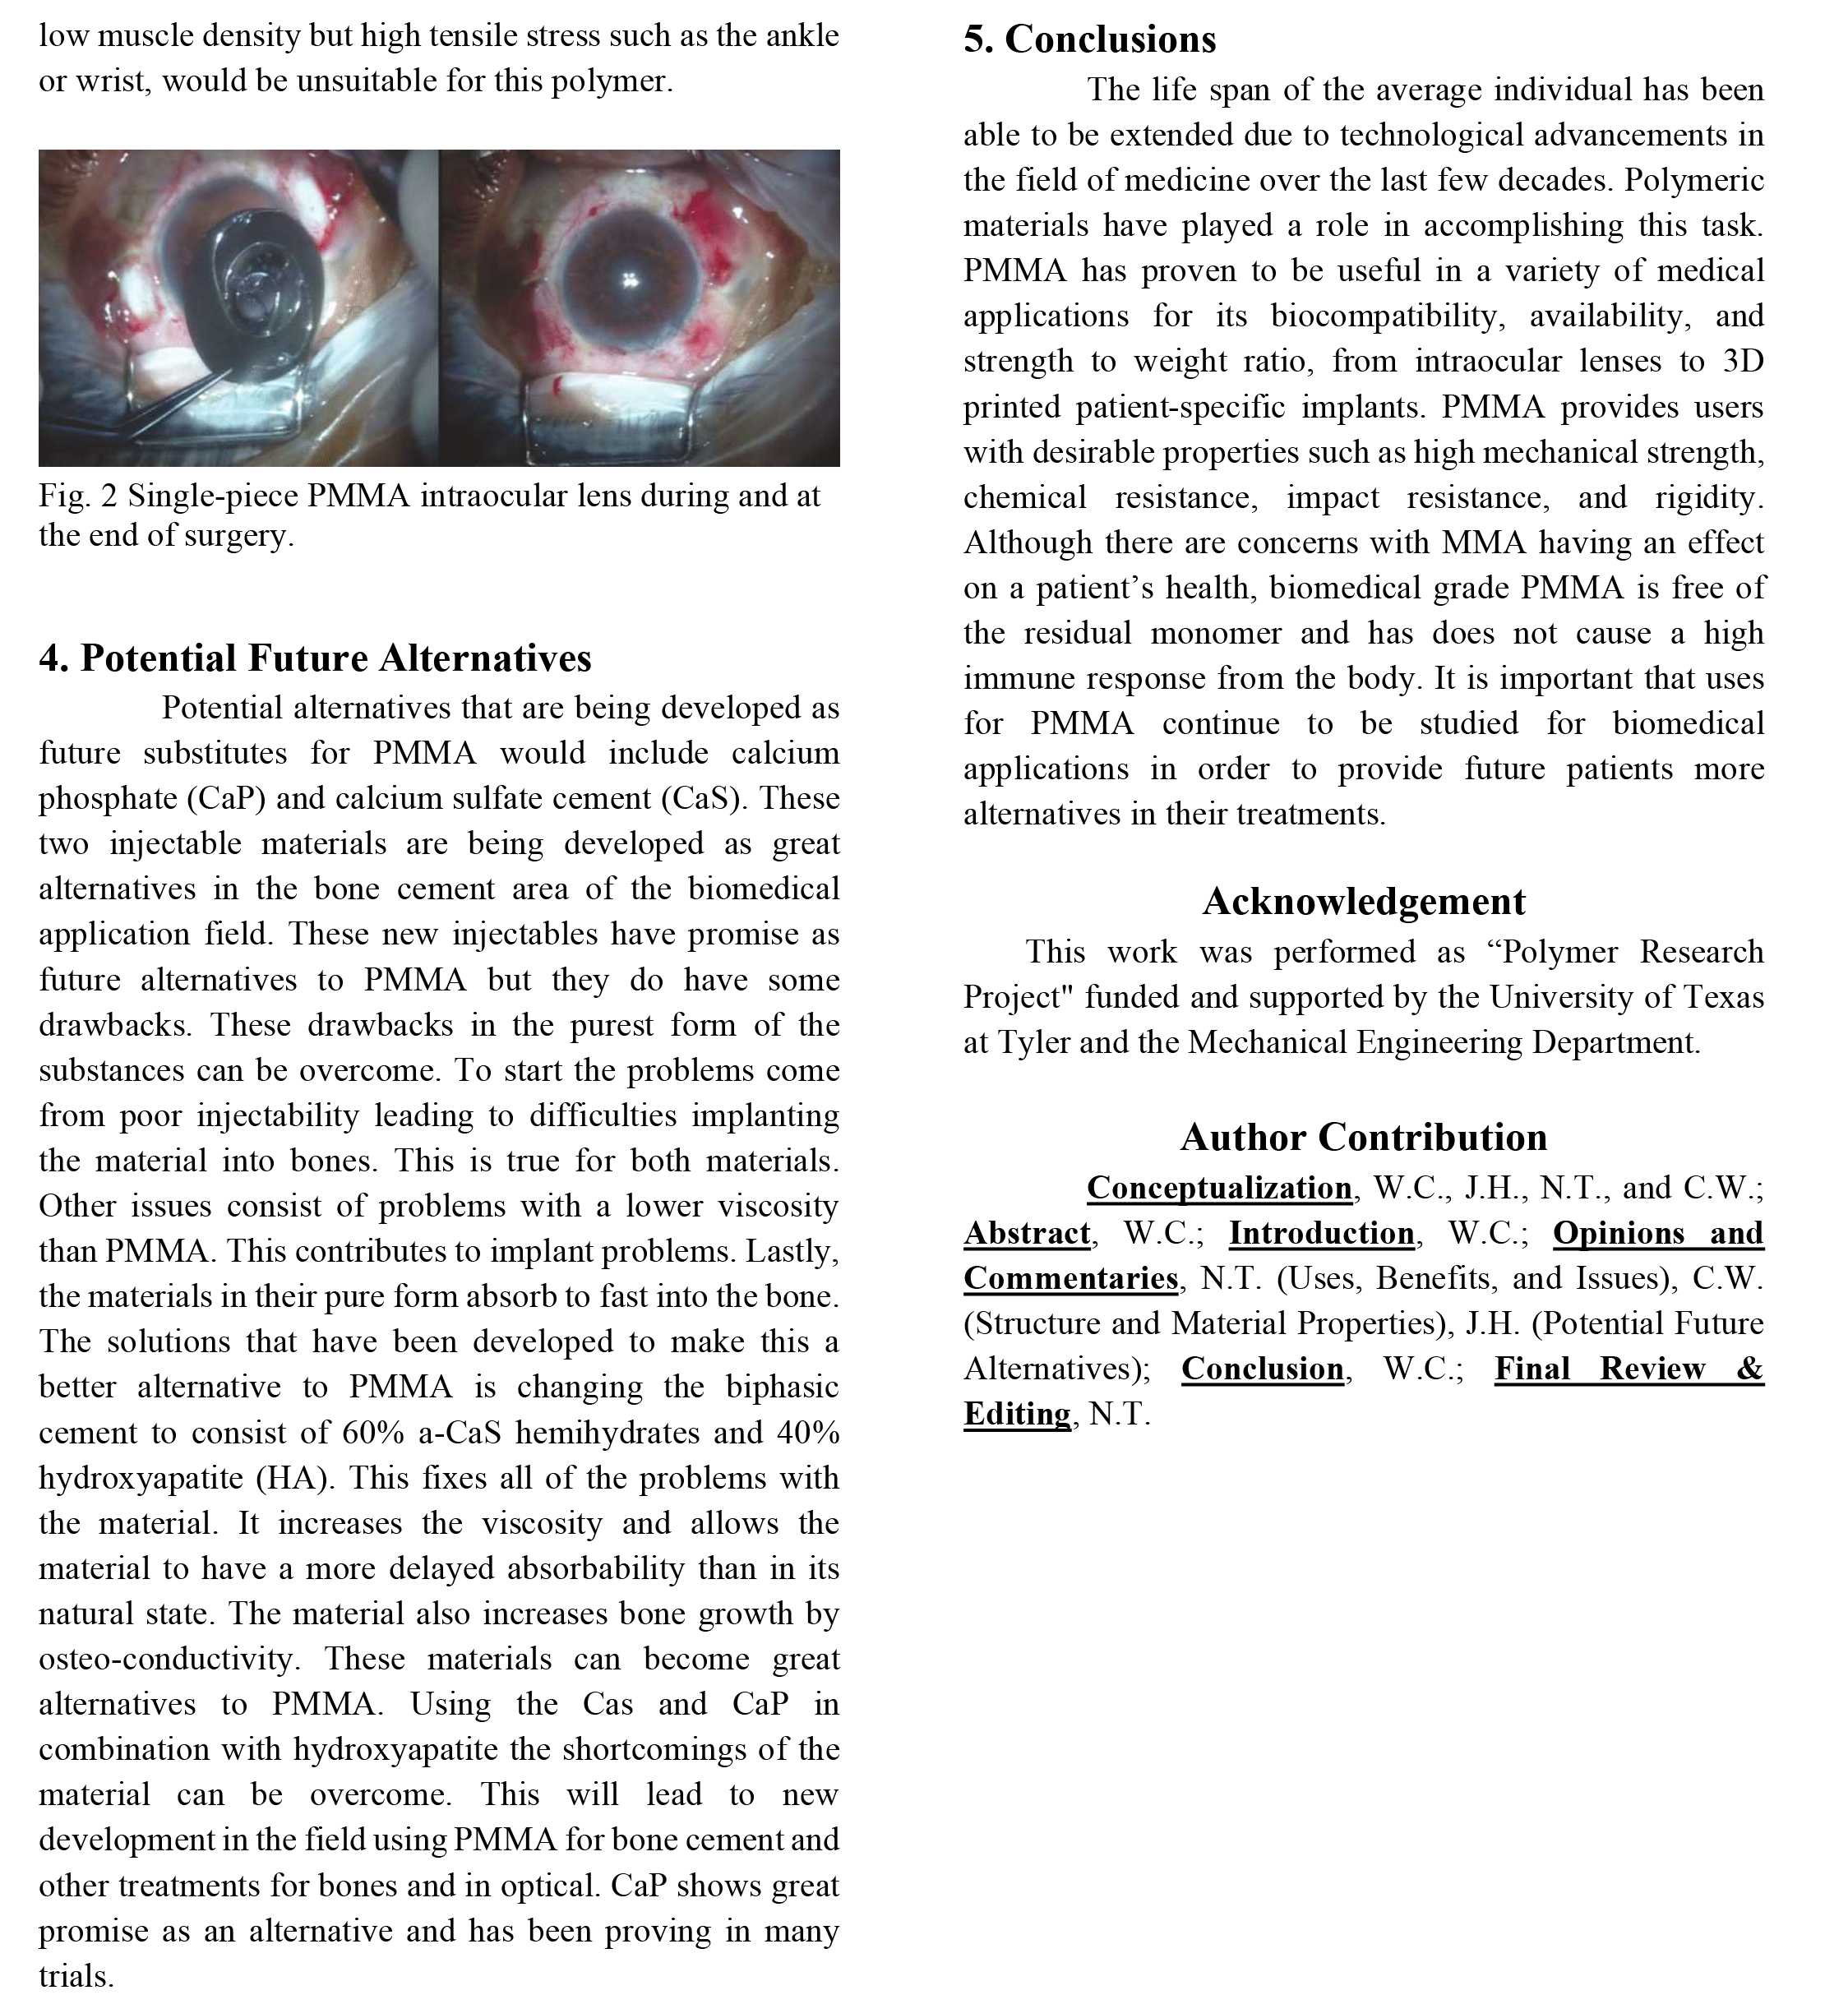 low muscle density but high tensile stress such as the ankle
or wrist, would be unsuitable for this polymer.
Fig. 2 Single-piece PMMA intraocular lens during and at
the end of surgery.
4. Potential Future Alternatives
Potential alternatives that are being developed as
future substitutes for PMMA would include calcium
phosphate (CaP) and calcium sulfate cement (CaS). These
two injectable materials are being developed as great
alternatives in the bone cement area of the biomedical
application field. These new injectables have promise as
future alternatives to PMMA but they do have some
drawbacks. These drawbacks in the purest form of the
substances can be overcome. To start the problems come
from poor injectability leading to difficulties implanting
the material into bones. This is true for both materials.
Other issues consist of problems with a lower viscosity
than PMMA. This contributes to implant problems. Lastly,
the materials in their pure form absorb to fast into the bone.
The solutions that have been developed to make this a
better alternative to PMMA is changing the biphasic
cement to consist of 60% a-CaS hemihydrates and 40%
hydroxyapatite (HA). This fixes all of the problems with
the material. It increases the viscosity and allows the
material to have a more delayed absorbability than in its
natural state. The material also increases bone growth by
osteo-conductivity. These materials can become great
alternatives to PMMA. Using the Cas and CaP in
combination with hydroxyapatite the shortcomings of the
material can be overcome. This will lead to new
development in the field using PMMA for bone cement and
other treatments for bones and in optical. CaP shows great
promise as an alternative and has been proving in many
trials.
5. Conclusions
The life span of the average individual has been
able to be extended due to technological advancements in
the field of medicine over the last few decades. Polymeric
materials have played a role in accomplishing this task.
PMMA has proven to be useful in a variety of medical
applications for its biocompatibility, availability, and
strength to weight ratio, from intraocular lenses to 3D
printed patient-specific implants. PMMA provides users
with desirable properties such as high mechanical strength,
chemical resistance, impact resistance, and rigidity.
Although there are concerns with MMA having an effect
on a patient’s health, biomedical grade PMMA is free of
the residual monomer and has does not cause a high
immune response from the body. It is important that uses
for PMMA continue to be studied for biomedical
applications in order to provide future patients more
alternatives in their treatments.
Acknowledgement
This work was performed as “Polymer Research
Project" funded and supported by the University of Texas
at Tyler and the Mechanical Engineering Department.
Author Contribution
Conceptualization, W.C., J.H., N.T., and C.W.;
Abstract, W.C.; Introduction, W.C.; Opinions and
Commentaries, N.T. (Uses, Benefits, and Issues), C.W.
(Structure and Material Properties), J.H. (Potential Future
Alternatives); Conclusion, W.C.; Final Review &
Editing, N.T.